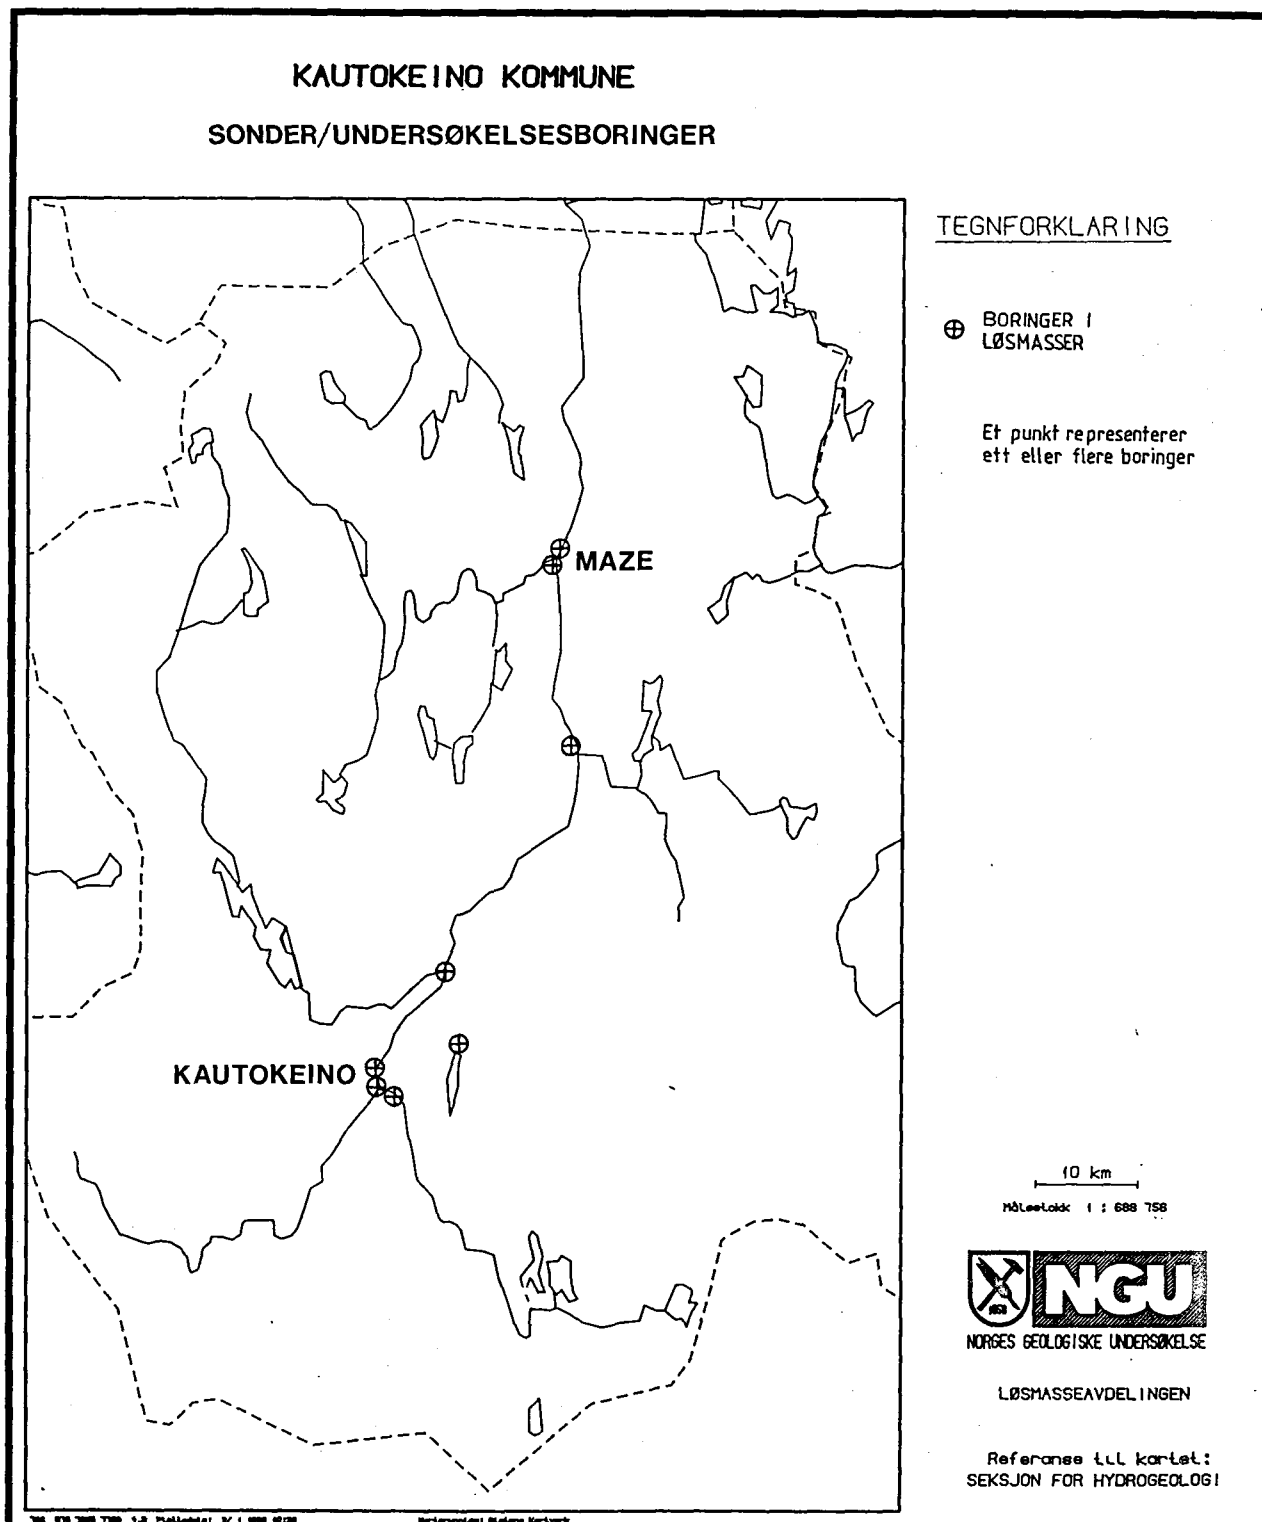 KAUTOKEINO KOMMUNE
SONDER/UNDERSØKELSESBORINGER
TEGNFORKLARING
BORINGER I
LØSMASSER
Et punkt representerer
ett eller flere boringer
MAZE
KAUTOKEINO
10 km
Målestokk 1 : 688 758
1858
NGU
NORGES GEOLOGISKE UNDERSØKELSE
LØSMASSEAVDELINGEN
Referanse til kartet:
SEKSJON FOR HYDROGEOLOGI